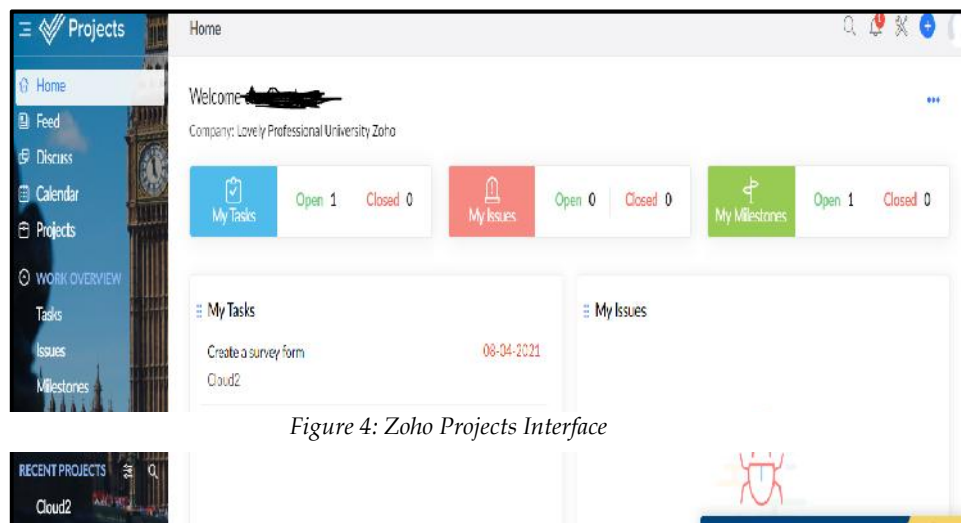 Projects
Home
Home
Feed
Discuss
Calendar
Projects
WORK OVERVIEW
Tasks
Issues
Milestones
RECENT PROJECTS
Cloud2
Welcome
Company: Lovely Professional University Zoho
My Tasks
Open 1 Closed 0
My Issues
Open 0 Closed 0
My Milestones
Open 1 Closed 0
My Tasks
Create a survey form 08-04-2021
Cloud2
My Issues
1
Figure 4: Zoho Projects Interface